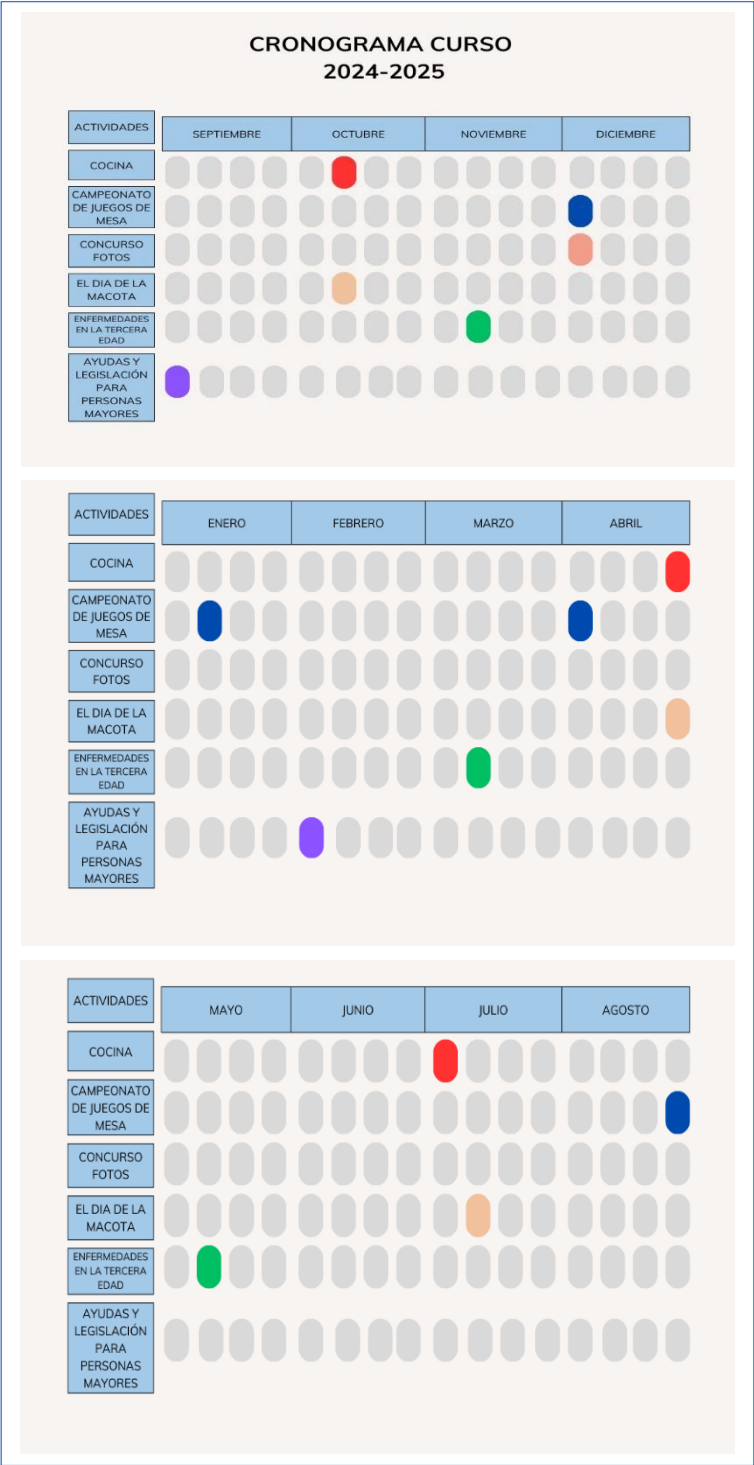 CRONOGRAMA CURSO
2024-2025
ACTIVIDADES
SEPTIEMBRE
OCTUBRE
NOVIEMBRE
DICIEMBRE
COCINA
CAMPEONATO
DE JUEGOS DE
MESA
CONCURSO
FOTOS
EL DIA DE LA
MACOTA
ENFERMEDADES
EN LA TERCERA
EDAD
AYUDAS Y
LEGISLACIÓN
PARA
PERSONAS
MAYORES
ACTIVIDADES
ENERO
FEBRERO
MARZO
ABRIL
COCINA
CAMPEONATO
DE JUEGOS DE
MESA
CONCURSO
FOTOS
EL DIA DE LA
MACOTA
ENFERMEDADES
EN LA TERCERA
EDAD
AYUDAS Y
LEGISLACIÓN
PARA
PERSONAS
MAYORES
ACTIVIDADES
MAYO
JUNIO
JULIO
AGOSTO
COCINA
CAMPEONATO
DE JUEGOS DE
MESA
CONCURSO
FOTOS
EL DIA DE LA
MACOTA
ENFERMEDADES
EN LA TERCERA
EDAD
AYUDAS Y
LEGISLACIÓN
PARA
PERSONAS
MAYORES